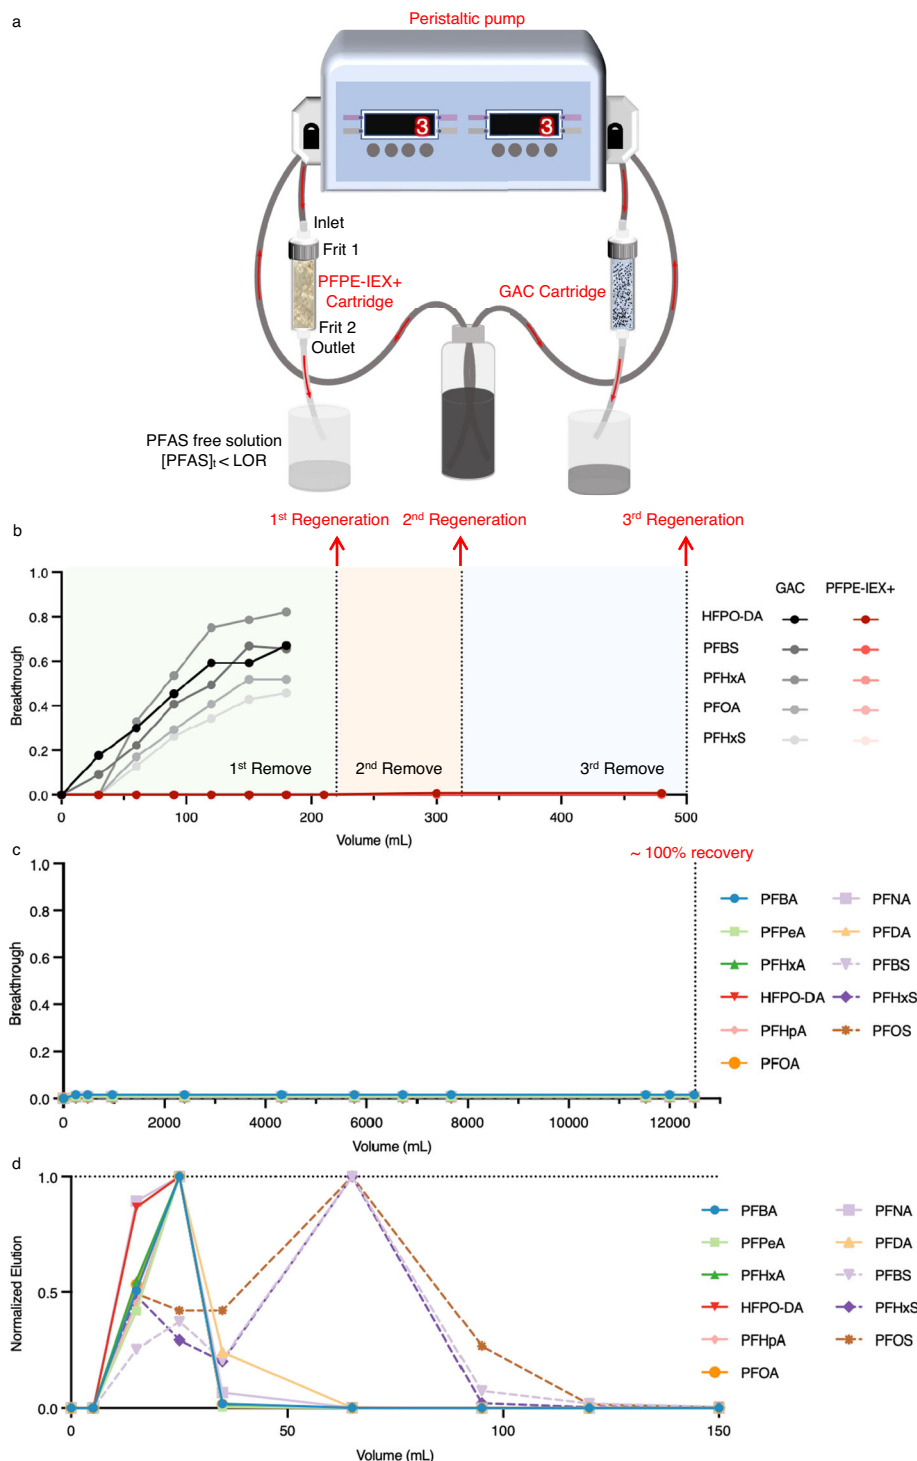 a
Peristaltic pump
3
3
Inlet
Frit 1
PFPE-IEX+
Cartridge
GAC Cartridge
Frit 2
Outlet
PFAS free solution
[PFAS]t < LOR
b
1st Regeneration
2nd Regeneration
3rd Regeneration
1.0
0.8
0.6
0.4
0.2
0.0
Breakthrough
1st Remove
2nd Remove
3rd Remove
0
100
200
300
400
500
Volume (mL)
GAC
PFPE-IEX+
HFPO-DA
PFBS
PFHxA
PFOA
PFHxS
c
~ 100% recovery
1.0
0.8
0.6
0.4
0.2
0.0
Breakthrough
0
2000
4000
6000
8000
10000
12000
Volume (mL)
PFBA
PFNA
PFPeA
PFDA
PFHxA
PFBS
HFPO-DA
PFHxS
PFHpA
PFOS
PFOA
d
1.0
0.5
0.0
Normalized Elution
0
50
100
150
Volume (mL)
PFBA
PFNA
PFPeA
PFDA
PFHxA
PFBS
HFPO-DA
PFHxS
PFHpA
PFOS
PFOA